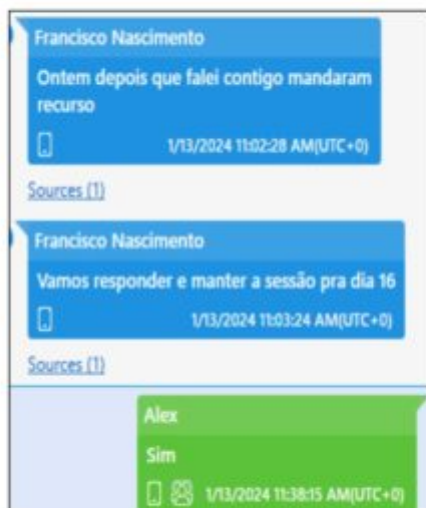 Francisco Nascimento
Ontem depois que falei contigo mandaram
recurso
1/13/2024 11:02:28 AM(UTC+0)
Sources (1)
Francisco Nascimento
Vamos responder e manter a sessão pra dia 16
1/13/2024 11:03:24 AM(UTC+0)
Sources (1)
Alex
Sim
1/13/2024 11:38:15 AM(UTC+0)